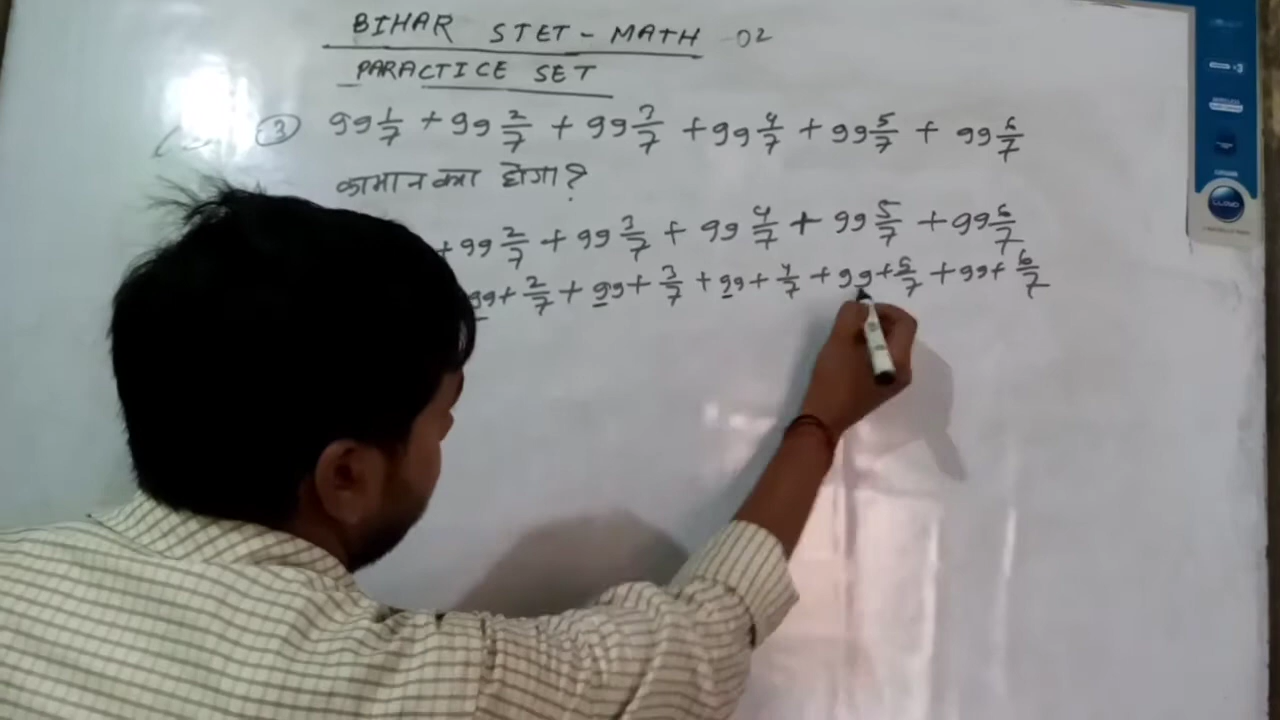 BIHAR STET - MATH 02
PARACTICE SET
③ 99 1/7 + 99 2/7 + 99 3/7 + 99 4/7 + 99 5/7 + 99 6/7
का मान क्या होगा?
+ 99 2/7 + 99 3/7 + 99 4/7 + 99 5/7 + 99 6/7
99 + 2/7 + 99 + 3/7 + 99 + 4/7 + 99 + 5/7 + 99 + 6/7
LLOYD